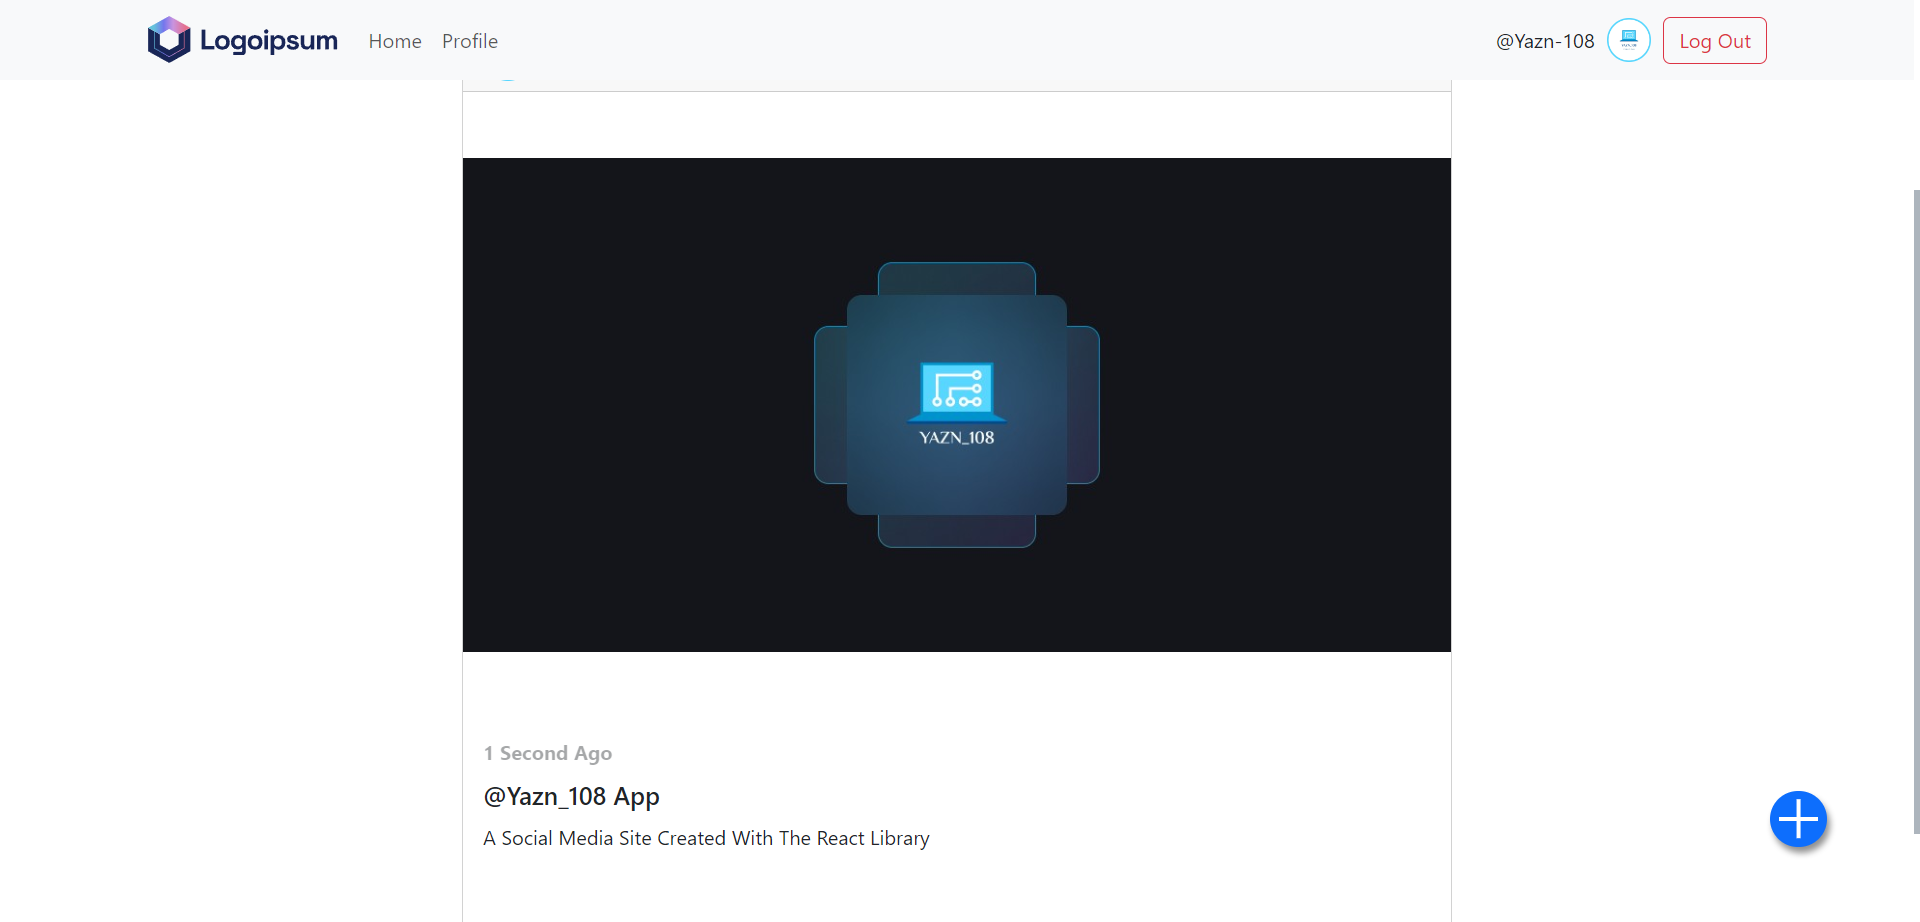 Logoipsum Home Profile @Yazn-108 Log Out
YAZN_108
1 Second Ago
@Yazn_108 App
A Social Media Site Created With The React Library